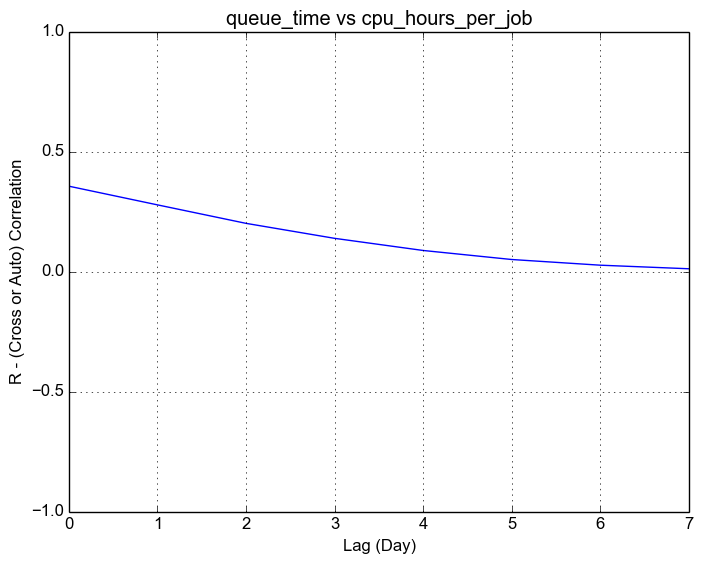 queue_time vs cpu_hours_per_job
1.0
0.5
0.0
−0.5
−1.0
R - (Cross or Auto) Correlation
0 1 2 3 4 5 6 7
Lag (Day)